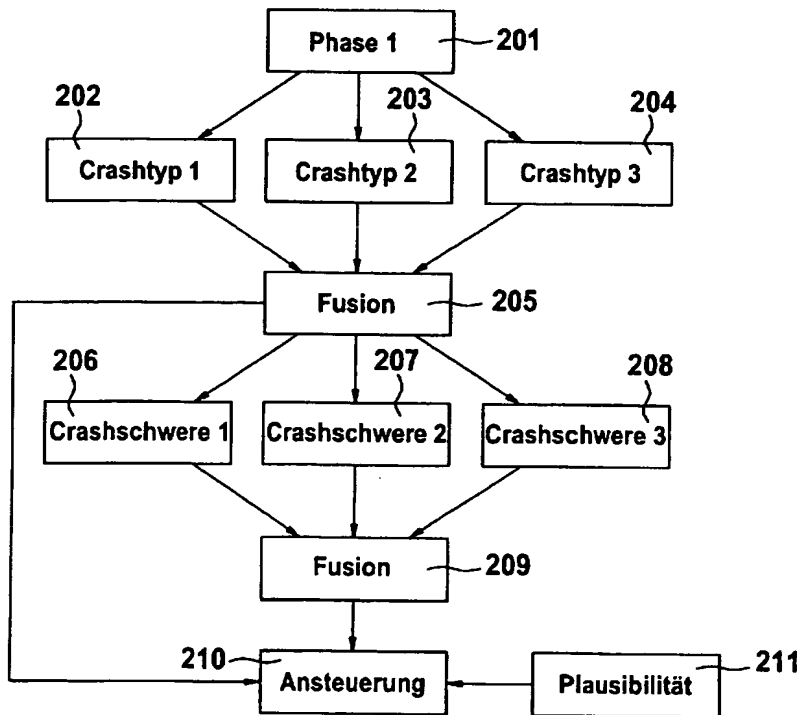 Phase 1
201
202
203
204
Crashtyp 1
Crashtyp 2
Crashtyp 3
Fusion
205
206
207
208
Crashschwere 1
Crashschwere 2
Crashschwere 3
Fusion
209
210
Ansteuerung
Plausibilität
211